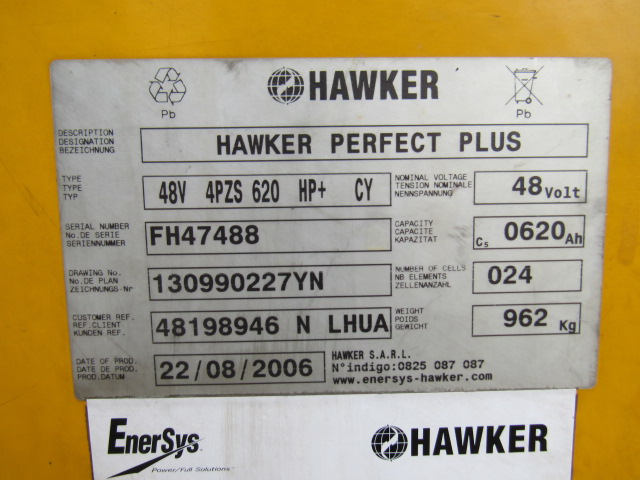 HAWKER
Pb
Pb
DESCRIPTION
DESIGNATION
BEZEICHNUNG
HAWKER PERFECT PLUS
TYPE
TYPE
TYP
48V 4PZS 620 HP+ CY
NOMINAL VOLTAGE
TENSION NOMINALE
NENNSPANNUNG
48 Volt
SERIAL NUMBER
No.DE SERIE
SERIENNUMMER
FH47488
CAPACITY
CAPACITE
KAPAZITAT
C5 0620 Ah
DRAWING No.
No.DE PLAN
ZEICHNUNGS-Nr
130990227YN
NUMBER OF CELLS
NB ELEMENTS
ZELLENANZAHL
024
CUSTOMER REF.
REF.CLIENT
KUNDEN REF.
48198946 N LHUA
WEIGHT
POIDS
GEWICHT
962 Kg
DATE OF PROD.
DATE DE PROD.
PROD.DATUM
22/08/2006
HAWKER S.A.R.L.
N°indigo:0825 087 087
www.enersys-hawker.com
EnerSys
Power/Full Solutions
HAWKER